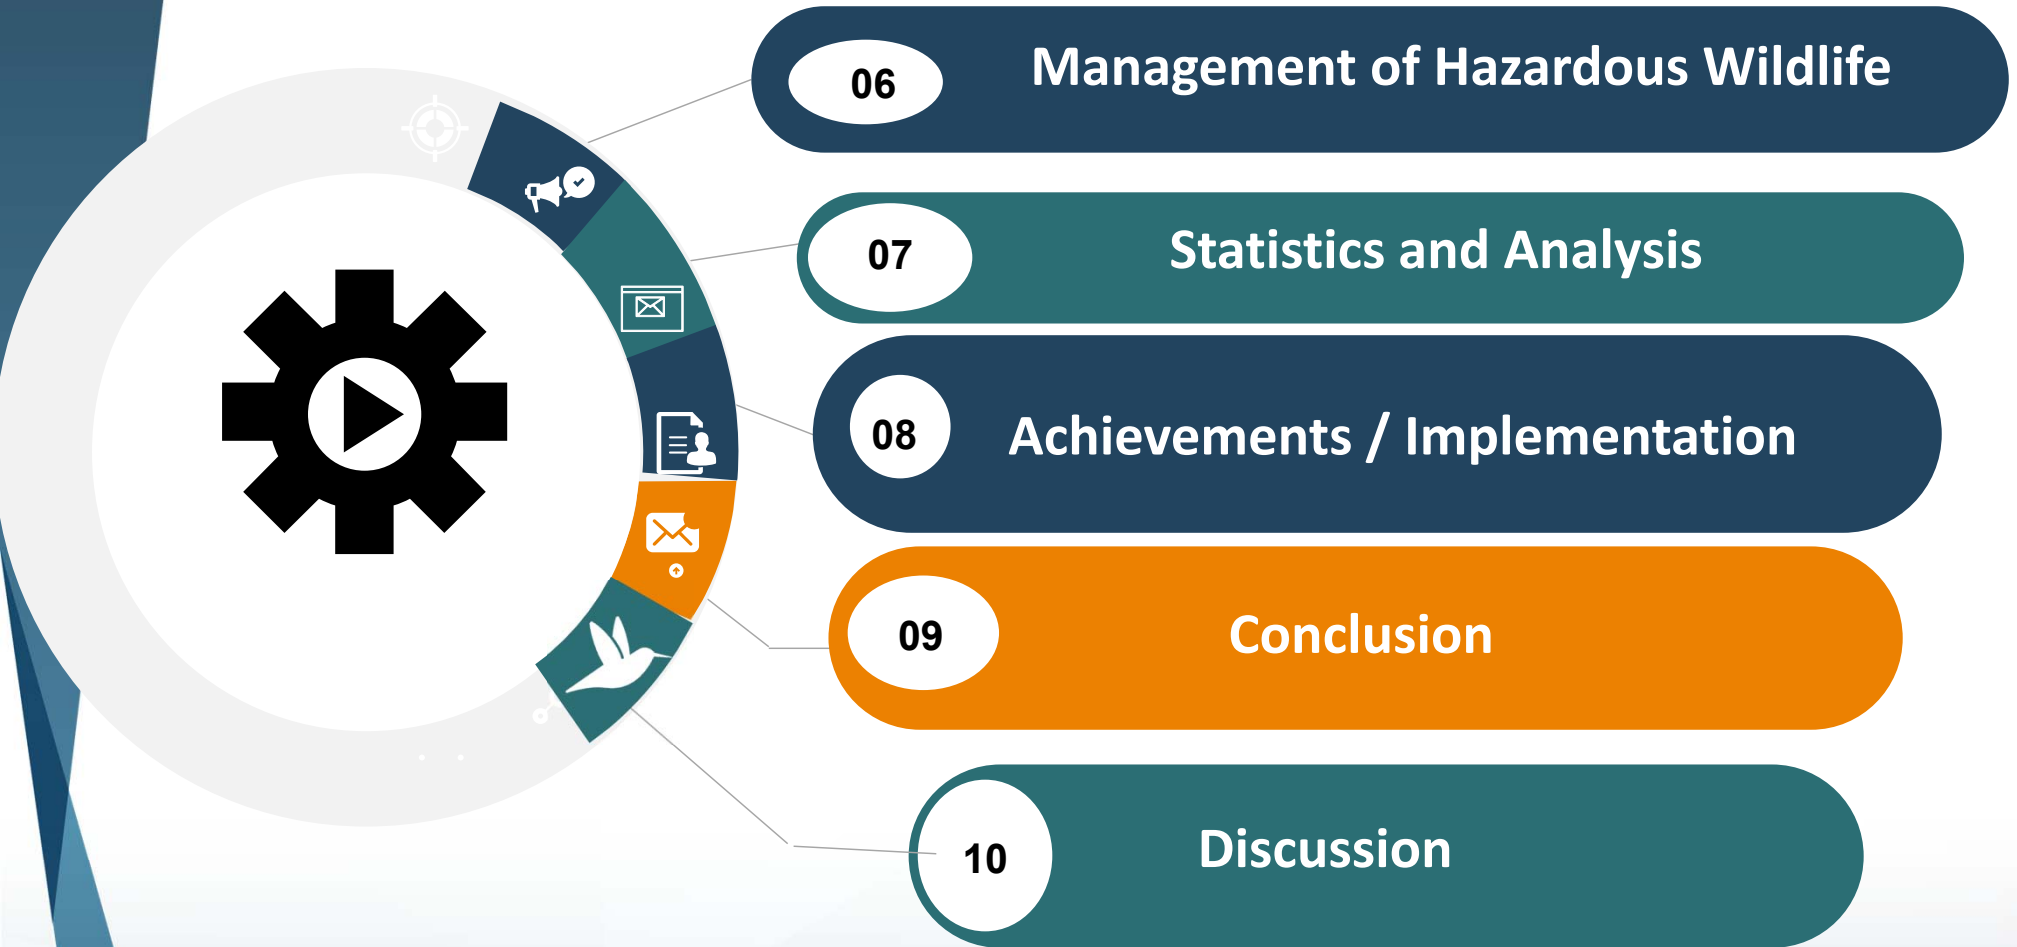 06
Management of Hazardous Wildlife
07
Statistics and Analysis
08
Achievements / Implementation
09
Conclusion
10
Discussion